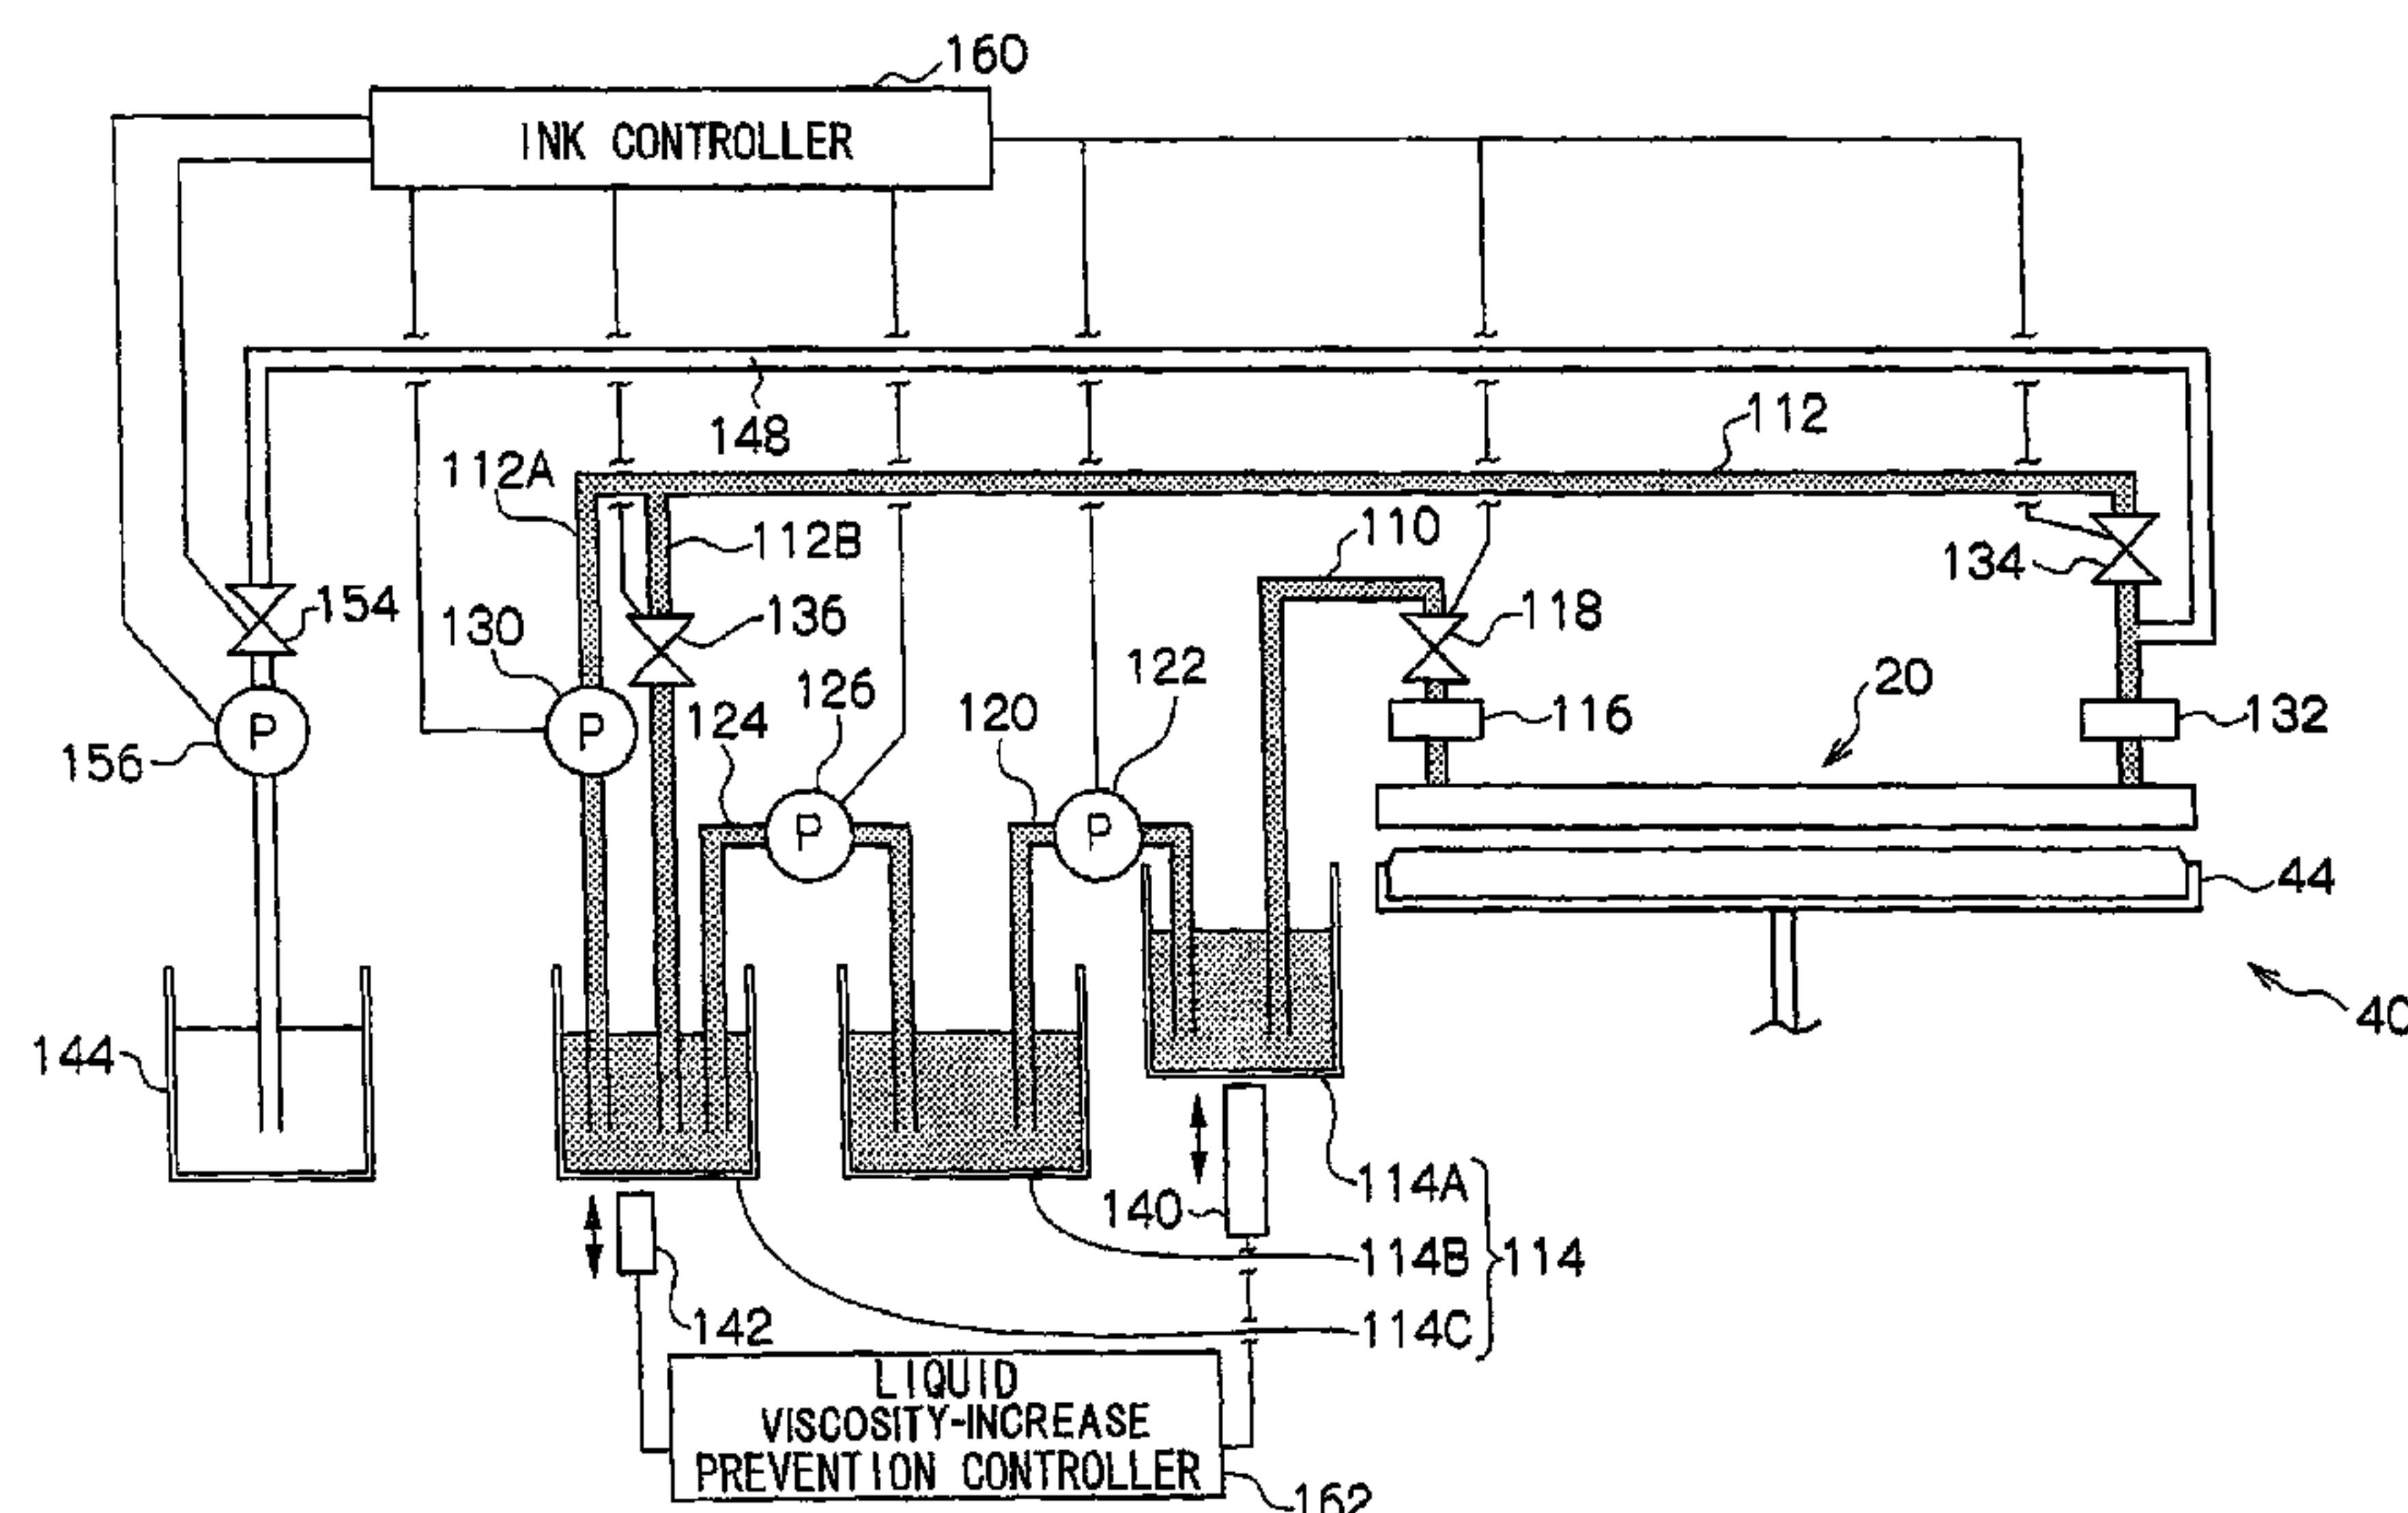 160
INK CONTROLLER
148
112
112A
112B
110
134
154
130
136
118
126
122
20
124
120
116
132
156
P
P
P
P
44
40
144
114A
140
114B
114
142
114C
LIQUID
VISCOSITY-INCREASE
PREVENTION CONTROLLER
162